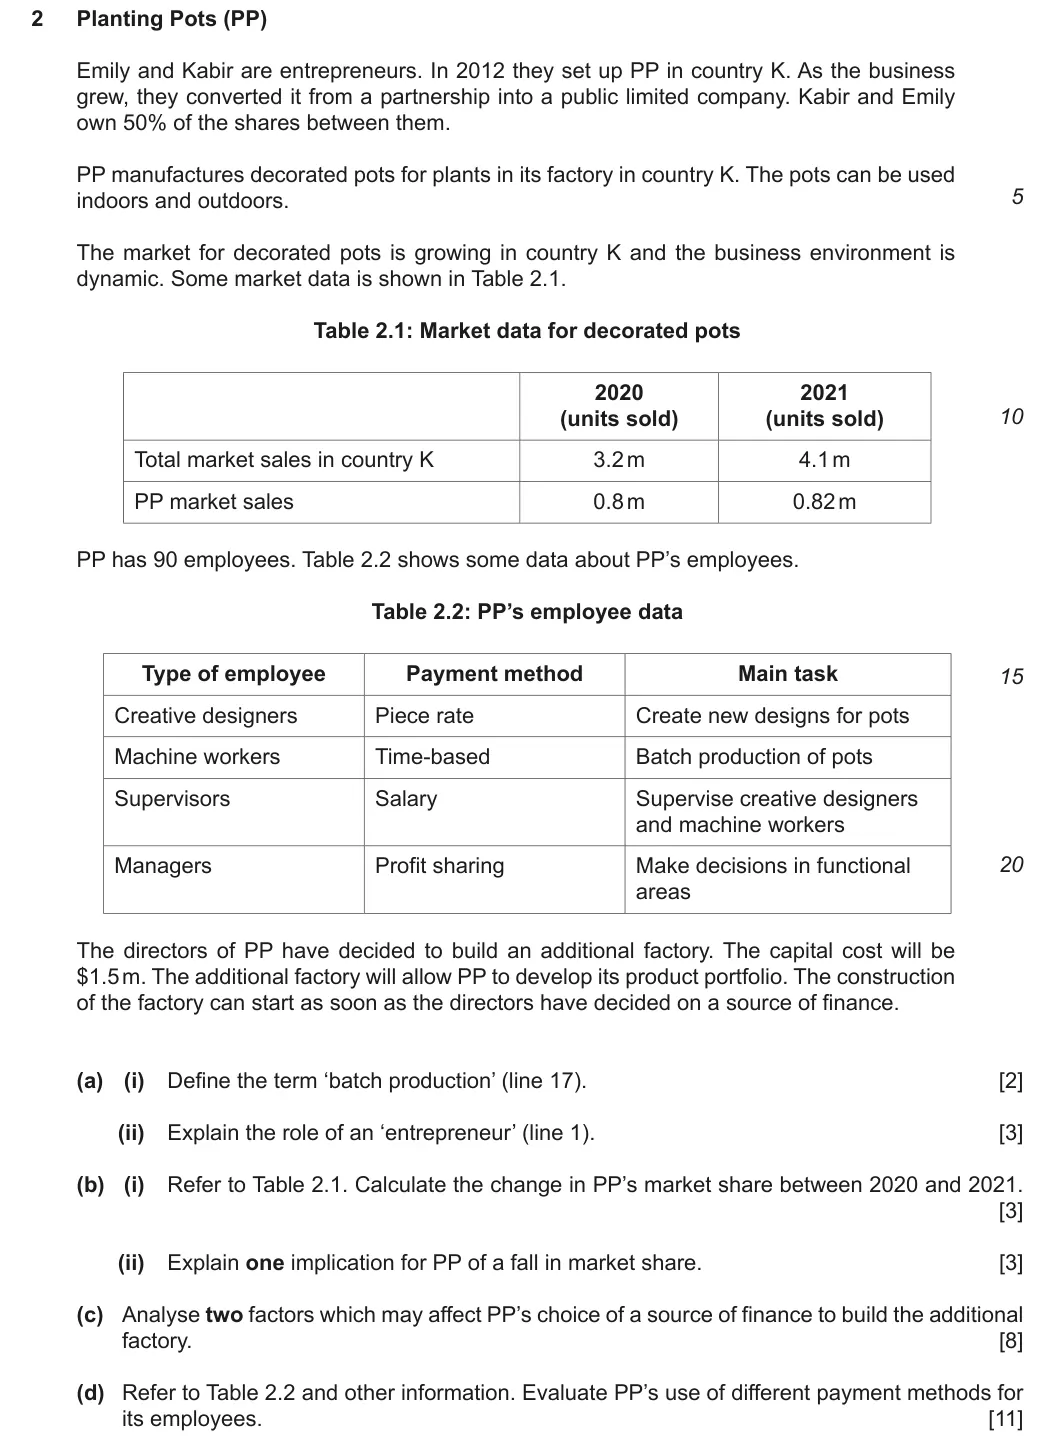 2 Planting Pots (PP)
Emily and Kabir are entrepreneurs. In 2012 they set up PP in country K. As the business
grew, they converted it from a partnership into a public limited company. Kabir and Emily
own 50% of the shares between them.
PP manufactures decorated pots for plants in its factory in country K. The pots can be used
indoors and outdoors.
5
The market for decorated pots is growing in country K and the business environment is
dynamic. Some market data is shown in Table 2.1.
Table 2.1: Market data for decorated pots
2020 2021
(units sold) (units sold) 10
Total market sales in country K 3.2 m 4.1 m
PP market sales 0.8 m 0.82 m
PP has 90 employees. Table 2.2 shows some data about PP’s employees.
Table 2.2: PP’s employee data
Type of employee Payment method Main task 15
Creative designers Piece rate Create new designs for pots
Machine workers Time-based Batch production of pots
Supervisors Salary Supervise creative designers
and machine workers
Managers Profit sharing Make decisions in functional 20
areas
The directors of PP have decided to build an additional factory. The capital cost will be
$1.5 m. The additional factory will allow PP to develop its product portfolio. The construction
of the factory can start as soon as the directors have decided on a source of finance.
(a) (i) Define the term ‘batch production’ (line 17). [2]
(ii) Explain the role of an ‘entrepreneur’ (line 1). [3]
(b) (i) Refer to Table 2.1. Calculate the change in PP’s market share between 2020 and 2021.
[3]
(ii) Explain one implication for PP of a fall in market share. [3]
(c) Analyse two factors which may affect PP’s choice of a source of finance to build the additional
factory. [8]
(d) Refer to Table 2.2 and other information. Evaluate PP’s use of different payment methods for
its employees. [11]